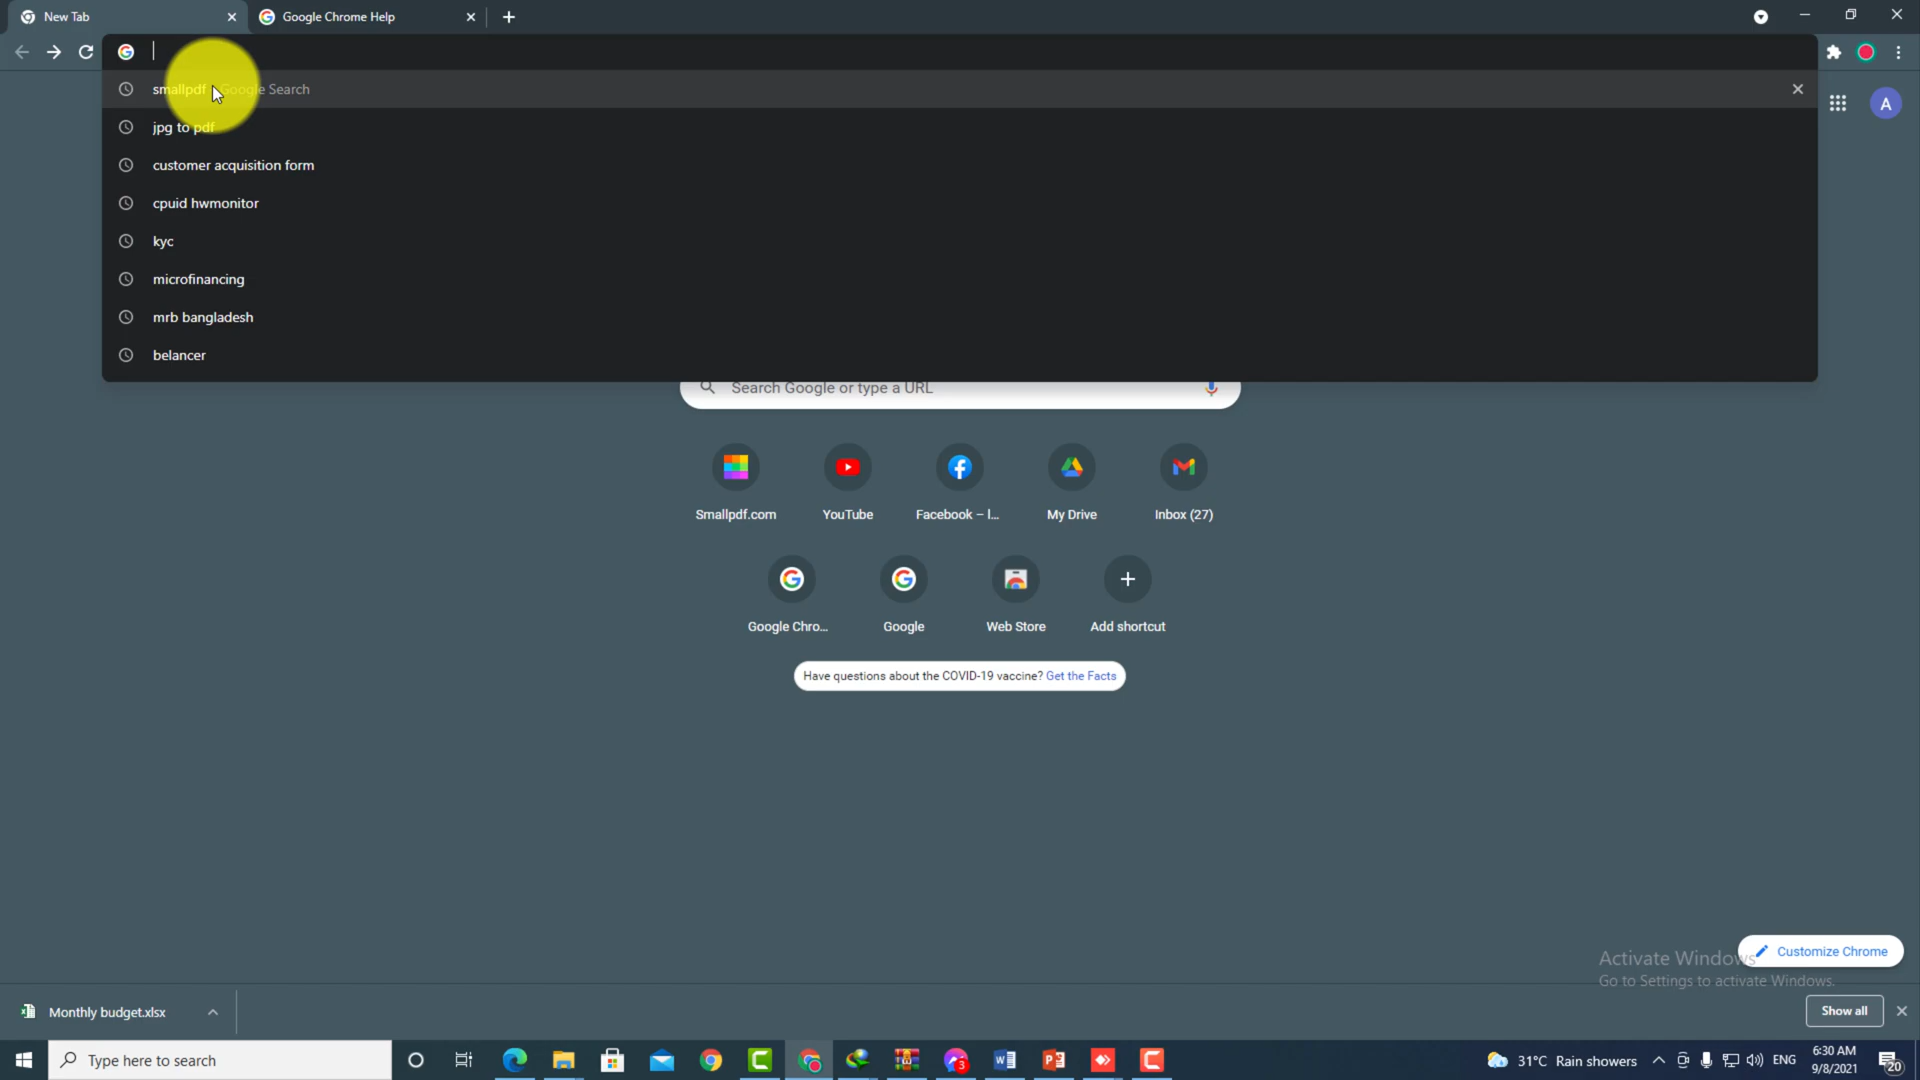 New Tab
Google Chrome Help
smallpdf - Google Search
jpg to pdf
customer acquisition form
cpuid hwmonitor
kyc
microfinancing
mrb bangladesh
belancer
A
Search Google or type a URL
Smallpdf.com
YouTube
Facebook – l...
My Drive
Inbox (27)
Google Chro...
Google
Web Store
Add shortcut
Have questions about the COVID-19 vaccine? Get the Facts
Customize Chrome
Activate Windows
Go to Settings to activate Windows.
Monthly budget.xlsx
Show all
Type here to search
3
31°C Rain showers
ENG
6:30 AM
9/8/2021
20